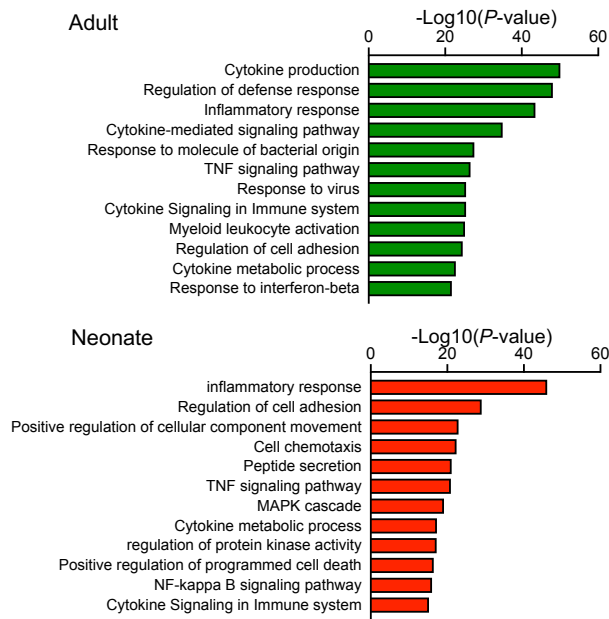 Adult
-Log10(P-value)
0 20 40 60
Cytokine production
Regulation of defense response
Inflammatory response
Cytokine-mediated signaling pathway
Response to molecule of bacterial origin
TNF signaling pathway
Response to virus
Cytokine Signaling in Immune system
Myeloid leukocyte activation
Regulation of cell adhesion
Cytokine metabolic process
Response to interferon-beta
Neonate
-Log10(P-value)
0 20 40 60
inflammatory response
Regulation of cell adhesion
Positive regulation of cellular component movement
Cell chemotaxis
Peptide secretion
TNF signaling pathway
MAPK cascade
Cytokine metabolic process
regulation of protein kinase activity
Positive regulation of programmed cell death
NF-kappa B signaling pathway
Cytokine Signaling in Immune system